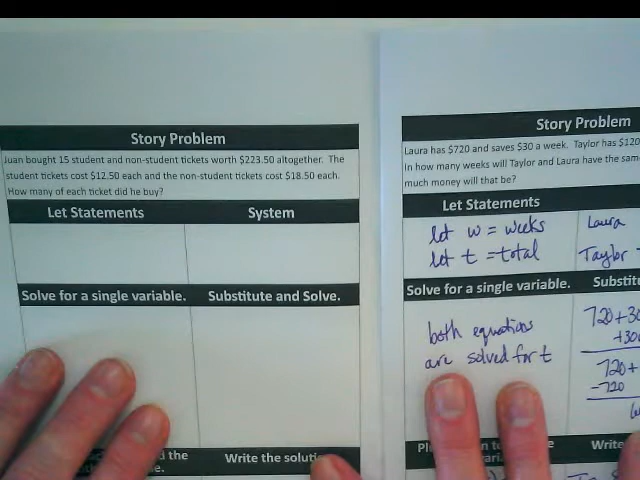 Story Problem
Juan bought 15 student and non-student tickets worth $223.50 altogether. The
student tickets cost $12.50 each and the non-student tickets cost $18.50 each.
How many of each ticket did he buy?
Let Statements
System
Solve for a single variable.
Substitute and Solve.
d the
e.
Write the soluti
Story Problem
Laura has $720 and saves $30 a week. Taylor has $120
In how many weeks will Taylor and Laura have the sam
much money will that be?
Let Statements
let w = weeks
let t = total
Laura
Taylor
Solve for a single variable.
Substit
both equations
are solved for t
720+30
+30
720+
-720
Write